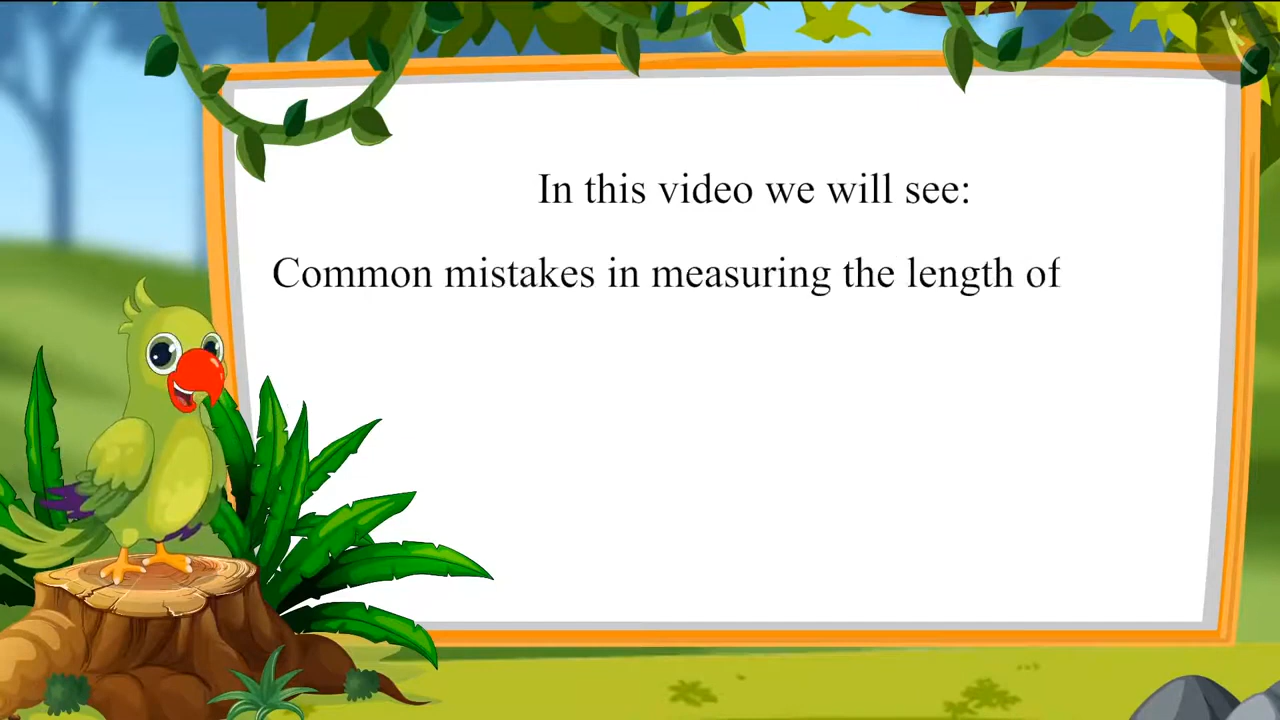 In this video we will see:
Common mistakes in measuring the length of